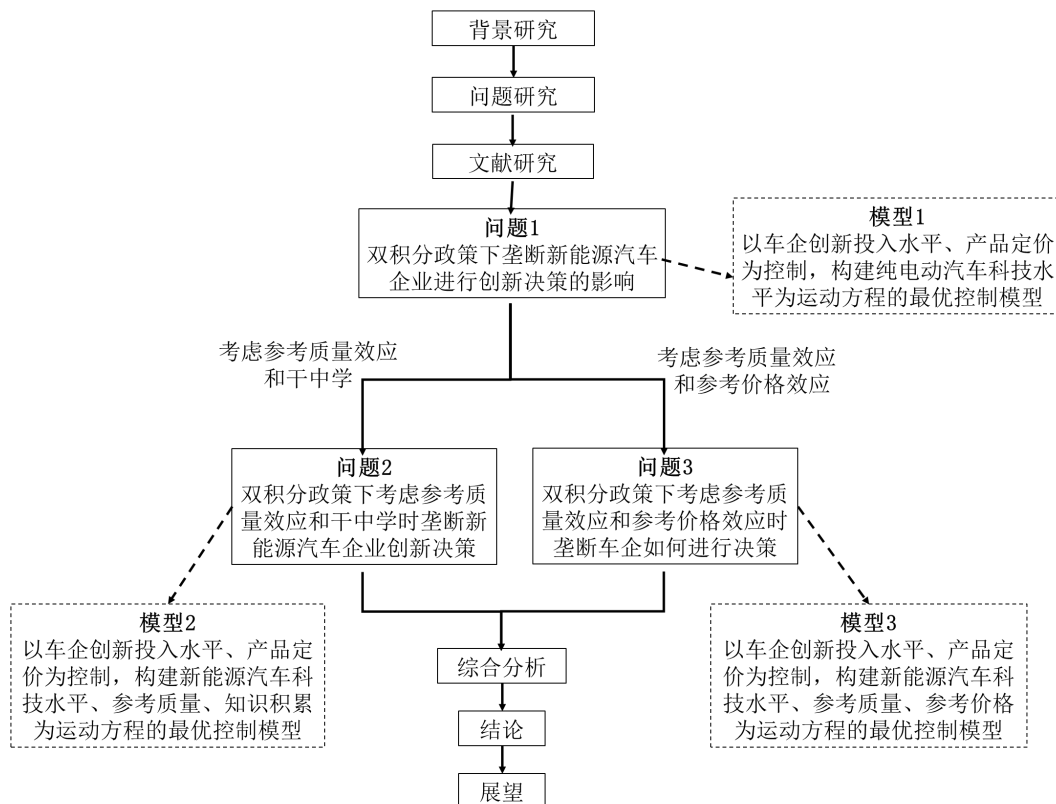 背景研究
问题研究
文献研究
问题1
双积分政策下垄断新能源汽车
企业进行创新决策的影响
模型1
以车企创新投入水平、产品定价
为控制，构建纯电动汽车科技水
平为运动方程的最优控制模型
考虑参考质量效应
和干中学
考虑参考质量效应
和参考价格效应
问题2
双积分政策下考虑参考质
量效应和干中学时垄断新
能源汽车企业创新决策
问题3
双积分政策下考虑参考质
量效应和参考价格效应时
垄断车企如何进行决策
模型2
以车企创新投入水平、产品定
价为控制，构建新能源汽车科
技水平、参考质量、知识积累
为运动方程的最优控制模型
模型3
以车企创新投入水平、产品定
价为控制，构建新能源汽车科
技水平、参考质量、参考价格
为运动方程的最优控制模型
综合分析
结论
展望